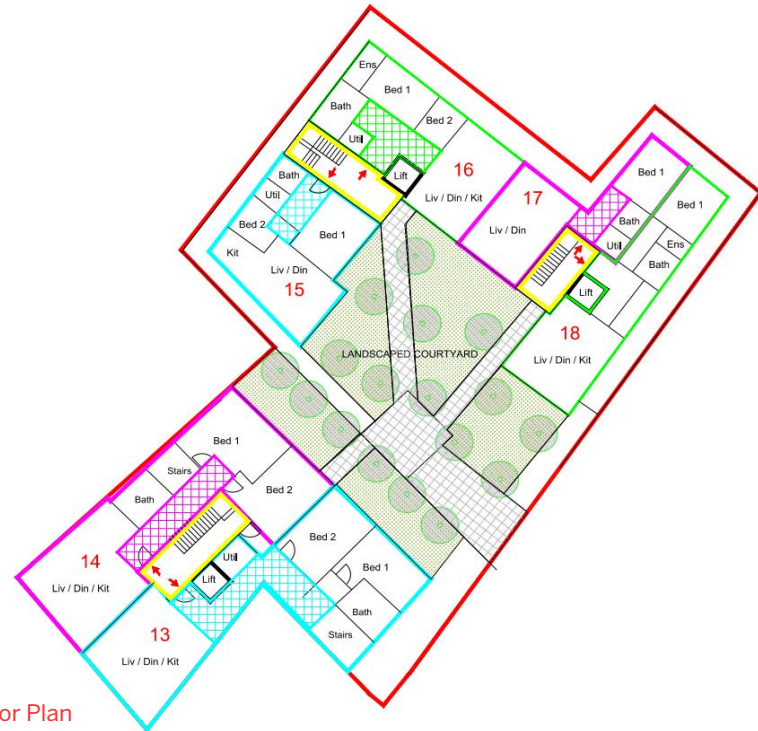 Ens
Bed 1
Bath
Bed 2
Util
Lift
16
Liv / Din / Kit
17
Liv / Din
Bed 1
Bath
Util
Bed 1
Ens
Bath
Lift
18
Liv / Din / Kit
Bath
Util
Bed 2
Bed 1
Kit
Liv / Din
15
LANDSCAPED COURTYARD
Bed 1
Stairs
Bath
Bed 2
14
Liv / Din / Kit
Bed 2
Bed 1
Util
Lift
Bath
Stairs
13
Liv / Din / Kit
or Plan